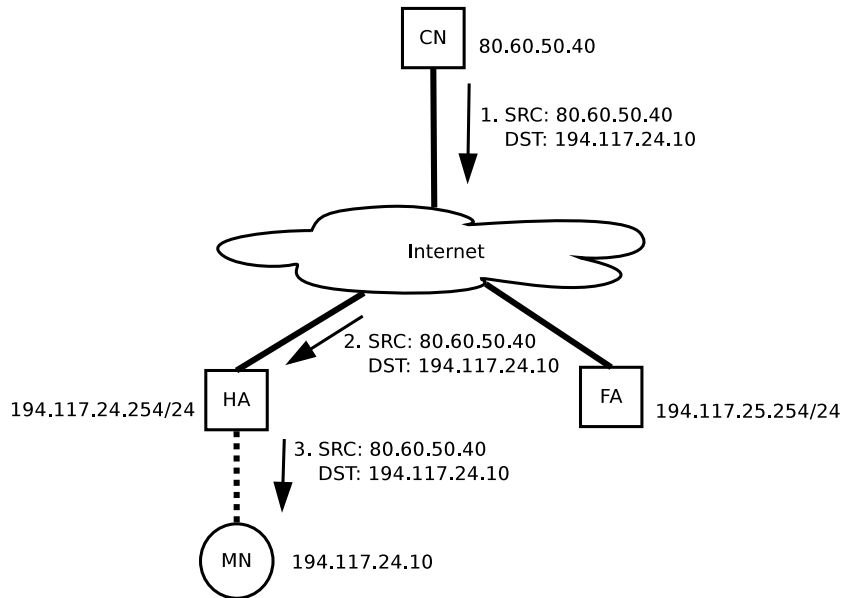 CN
80.60.50.40
1. SRC: 80.60.50.40
DST: 194.117.24.10
Internet
2. SRC: 80.60.50.40
DST: 194.117.24.10
194.117.24.254/24
HA
FA
194.117.25.254/24
3. SRC: 80.60.50.40
DST: 194.117.24.10
MN
194.117.24.10